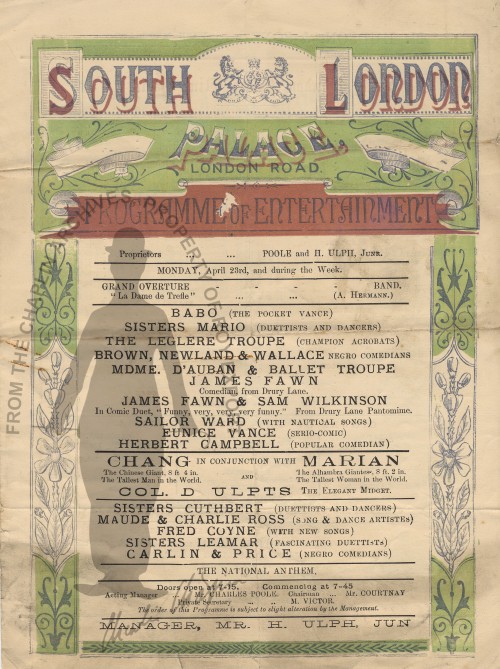 SOUTH LONDON
PALACE,
LONDON ROAD.
PROGRAMME OF ENTERTAINMENT
Proprietors ... ... POOLE and H. ULPH, JUNR.
MONDAY, April 23rd, and during the Week.
GRAND OVERTURE - - - - BAND.
"La Dame de Trefle" ... ... (A. HERMANN.)
BABO (THE POCKET VANCE)
SISTERS MARIO (DUETTISTS AND DANCERS)
THE LEGLERE TROUPE (CHAMPION ACROBATS)
BROWN, NEWLAND & WALLACE NEGRO COMEDIANS
MDME. D'AUBAN & BALLET TROUPE
JAMES FAWN
Comedian from Drury Lane.
JAMES FAWN & SAM WILKINSON
In Comic Duet, "Funny, very, very, very funny." From Drury Lane Pantomime.
SAILOR WARD (WITH NAUTICAL SONGS)
EUNICE VANCE (SERIO-COMIC)
HERBERT CAMPBELL (POPULAR COMEDIAN)
CHANG IN CONJUNCTION WITH MARIAN
The Chinese Giant, 8 ft 4 in. The Alhambra Giantess, 8 ft. 2 in.
The Tallest Man in the World. The Tallest Woman in the World.
AND
COL. D ULPTS THE ELEGANT MIDGET.
SISTERS CUTHBERT (DUETTISTS AND DANCERS)
MAUDE & CHARLIE ROSS (SONG & DANCE ARTISTES)
FRED COYNE (WITH NEW SONGS)
SISTERS LEAMAR (FASCINATING DUETTISTS)
CARLIN & PRICE (NEGRO COMEDIANS)
THE NATIONAL ANTHEM.
Doors open at 7-15. Commencing at 7-45
Acting Manager .. Mr. CHARLES POOLE. Chairman ... Mr. COURTNAY
Private Secretary .. .. M. VICTOR.
The order of this Programme is subject to slight alteration by the Management.
MANAGER, MR. H. ULPH, JUN
FROM THE CHAPLIN ARCHIVES. PROPERTY OF